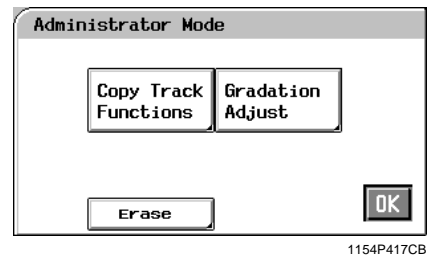 Administrator Mode
Copy Track Functions
Gradation Adjust
Erase
OK
1154P417CB